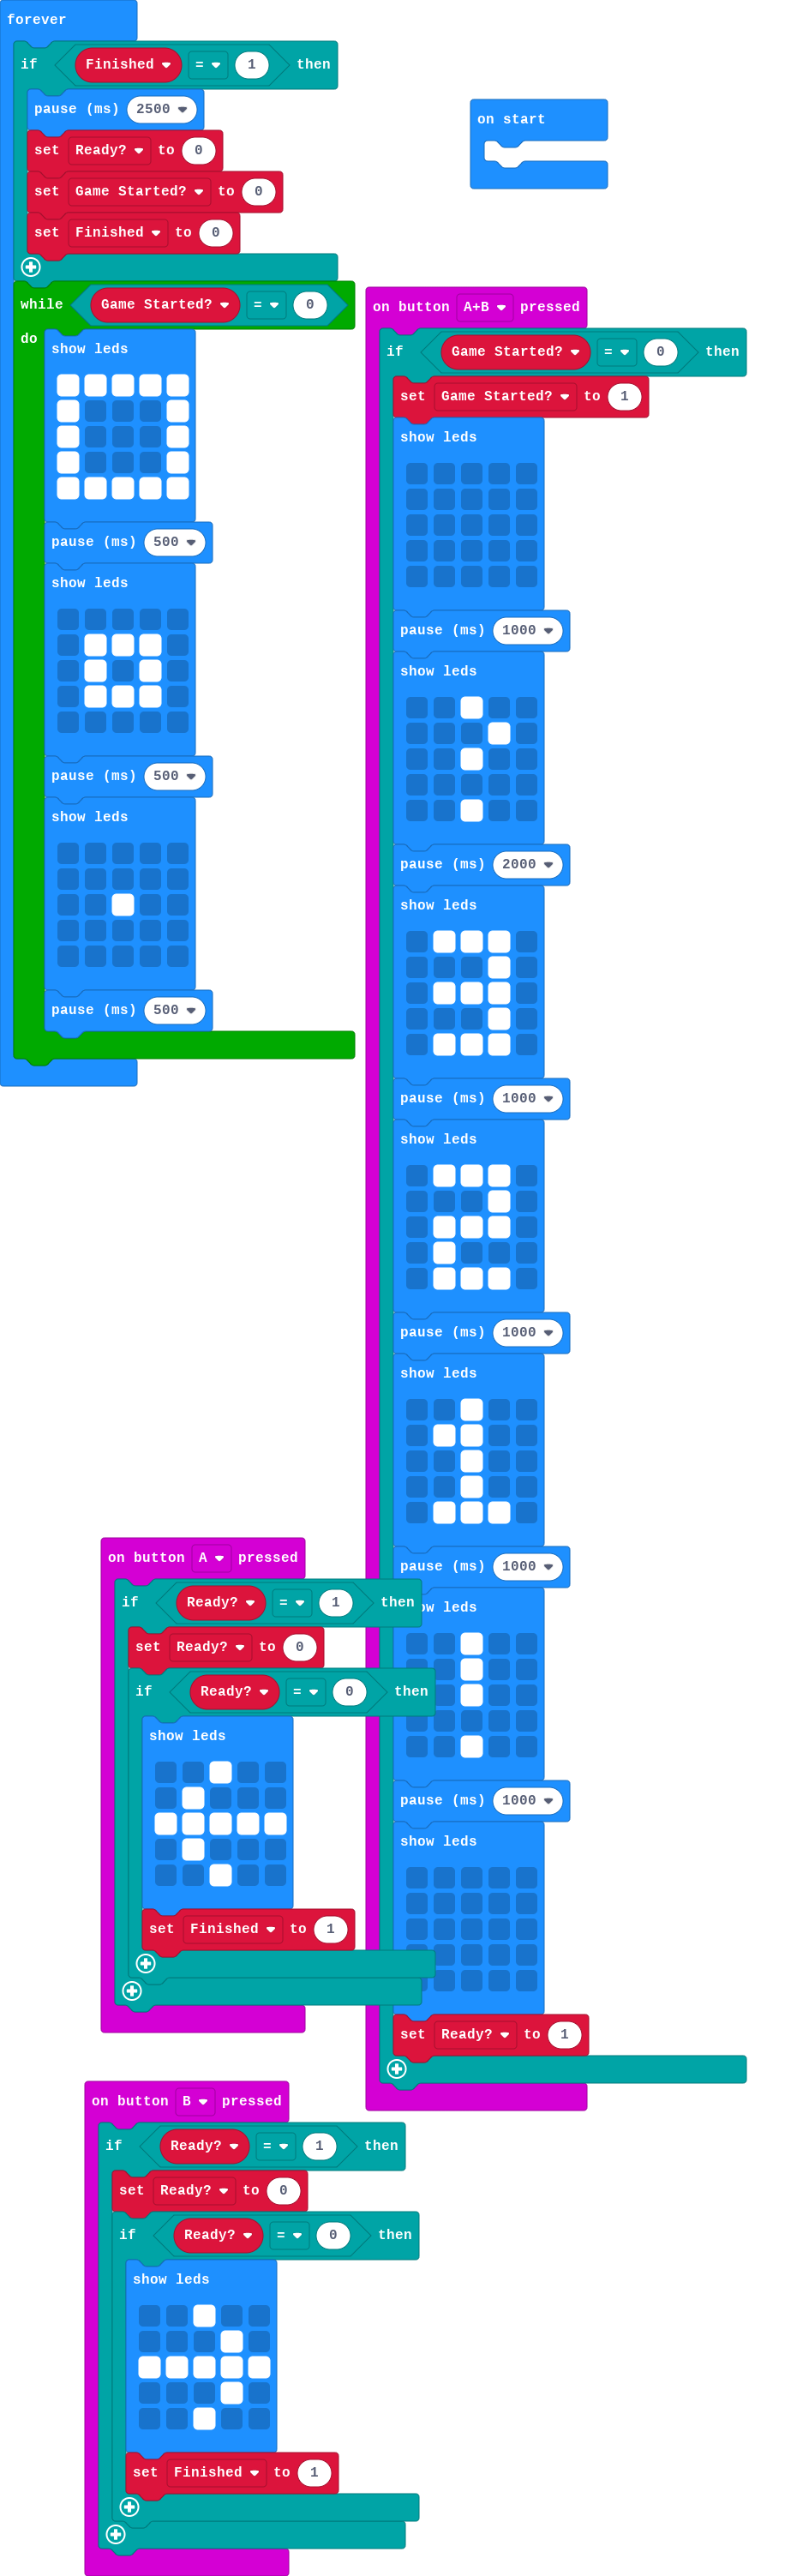 forever
if Finished = 1 then
pause (ms) 2500
set Ready? to 0
set Game Started? to 0
set Finished to 0
while Game Started? = 0
do
show leds
pause (ms) 500
show leds
pause (ms) 500
show leds
pause (ms) 500
on start
on button A+B pressed
if Game Started? = 0 then
set Game Started? to 1
show leds
pause (ms) 1000
show leds
pause (ms) 2000
show leds
pause (ms) 1000
show leds
pause (ms) 1000
show leds
pause (ms) 1000
ow leds
pause (ms) 1000
show leds
set Ready? to 1
on button A pressed
if Ready? = 1 then
set Ready? to 0
if Ready? = 0 then
show leds
set Finished to 1
on button B pressed
if Ready? = 1 then
set Ready? to 0
if Ready? = 0 then
show leds
set Finished to 1